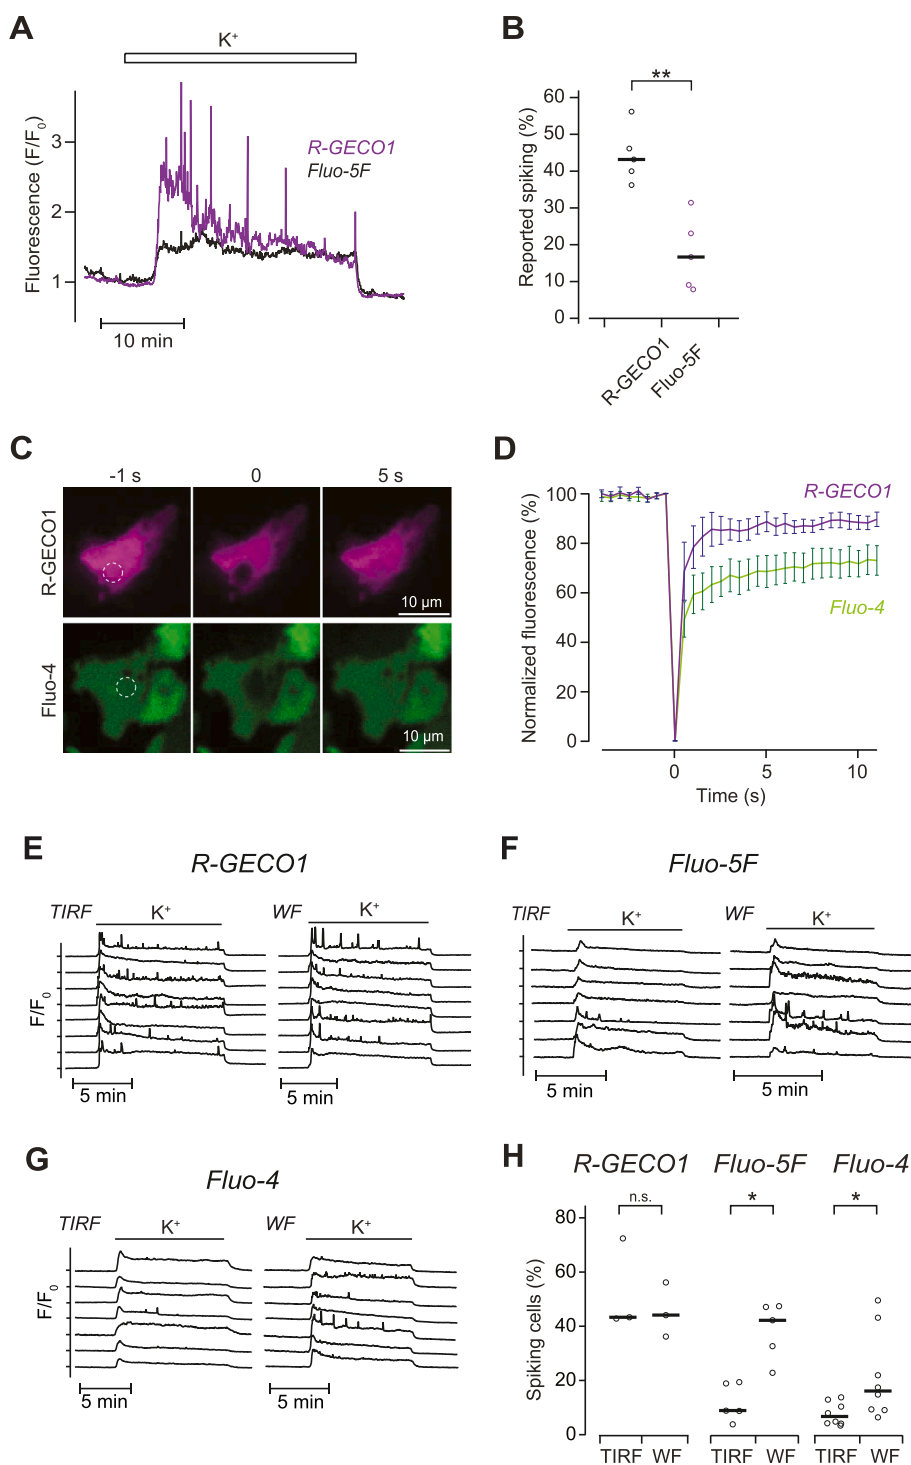 A
K⁺
Fluorescence (F/F₀)
3
2
1
R-GECO1
Fluo-5F
10 min
B
**
Reported spiking (%)
60
50
40
30
20
10
0
R-GECO1
Fluo-5F
C
-1 s
0
5 s
R-GECO1
10 µm
Fluo-4
10 µm
D
Normalized fluorescence (%)
100
80
60
40
20
0
R-GECO1
Fluo-4
0
5
10
Time (s)
E
R-GECO1
TIRF
K⁺
WF
K⁺
F/F₀
5 min
5 min
F
Fluo-5F
TIRF
K⁺
WF
K⁺
5 min
5 min
G
Fluo-4
TIRF
K⁺
WF
K⁺
F/F₀
5 min
5 min
H
R-GECO1
Fluo-5F
Fluo-4
n.s.
*
*
Spiking cells (%)
80
60
40
20
0
TIRF
WF
TIRF
WF
TIRF
WF